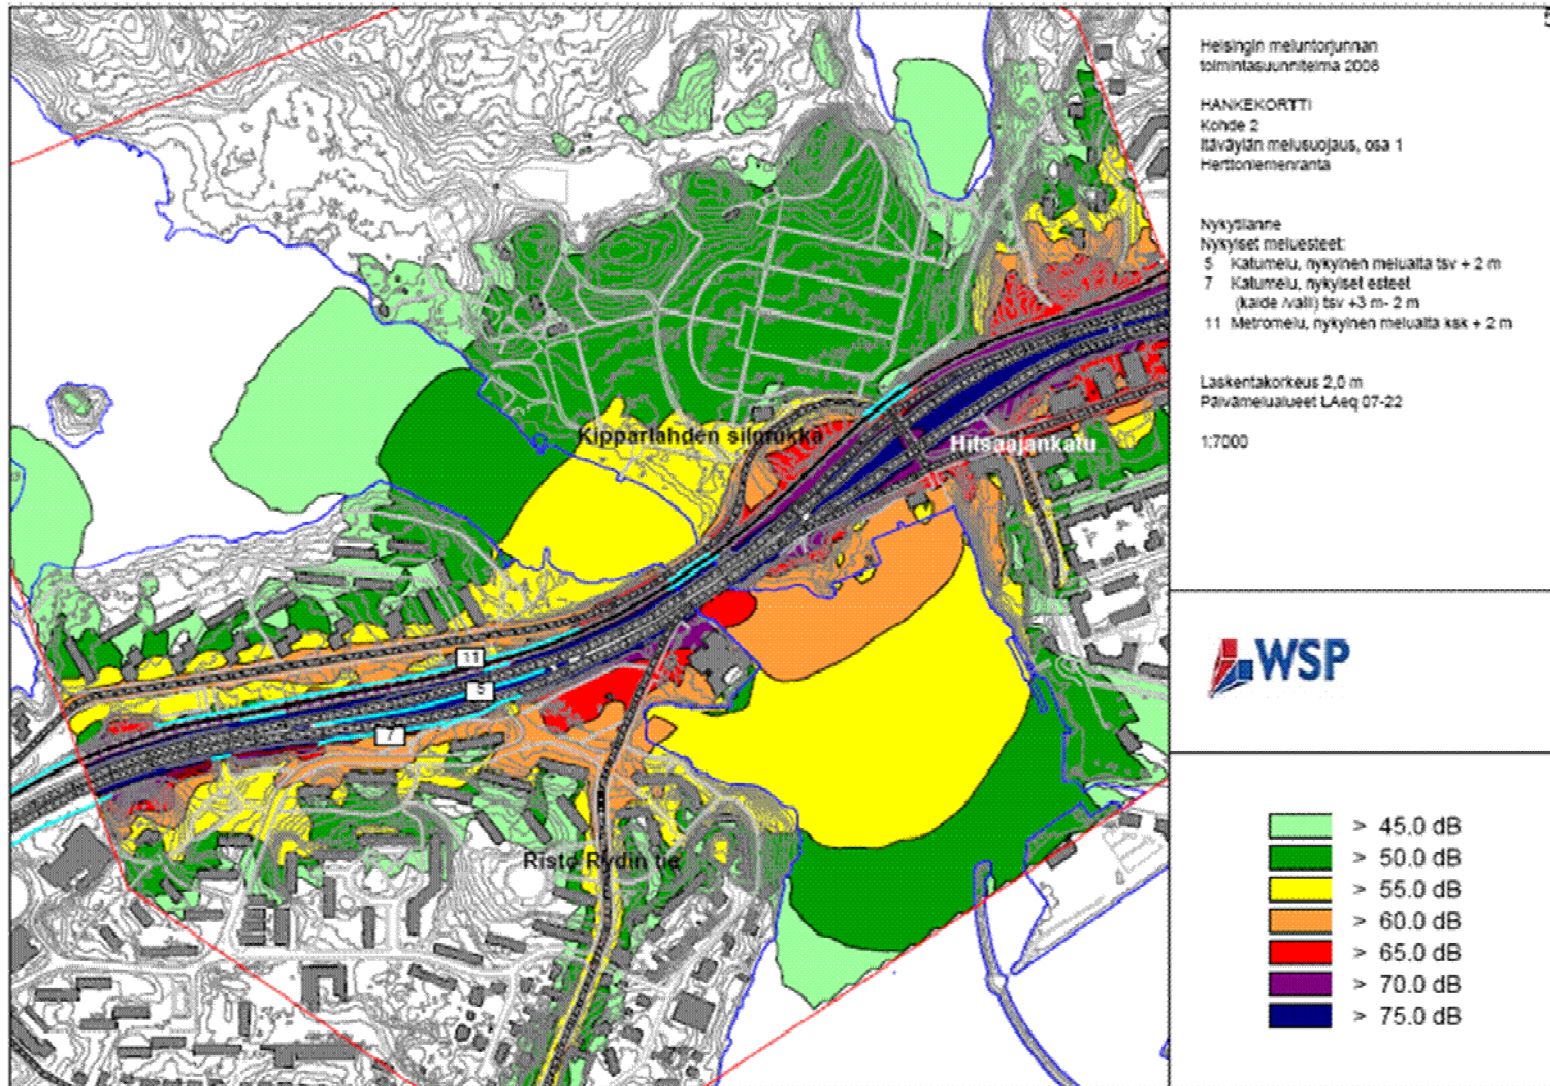 Helsingin meluntorjunnan
toimintasuunnitelma 2008
HANKEKORTTI
Kohde 2
Itäväylän melusuojaus, osa 1
Herttoniemenranta
Nykytilanne
Nykyiset meluesteet:
5 Katumelu, nykyinen meluaita tsv + 2 m
7 Katumelu, nykyiset esteet
(kaide /valli) tsv +3 m- 2 m
11 Metromelu, nykyinen meluaita ksk + 2 m
Laskentakorkeus 2,0 m
Päivämelualueet LAeq 07-22
1:7000
Kipparlahden silmukka
Hitsaajankatu
11
5
7
Risto Rydin tie
WSP
> 45.0 dB
> 50.0 dB
> 55.0 dB
> 60.0 dB
> 65.0 dB
> 70.0 dB
> 75.0 dB